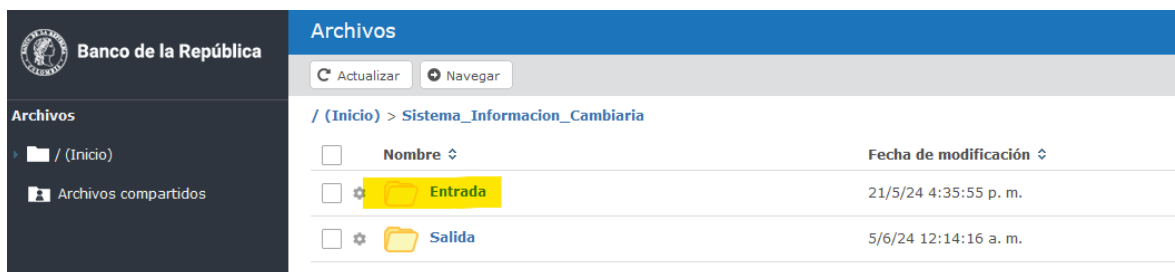 Banco de la República
Archivos
Actualizar Navegar
Archivos
/ (Inicio) > Sistema_Informacion_Cambiaria
/ (Inicio)
Nombre Fecha de modificación
Archivos compartidos
Entrada 21/5/24 4:35:55 p. m.
Salida 5/6/24 12:14:16 a. m.